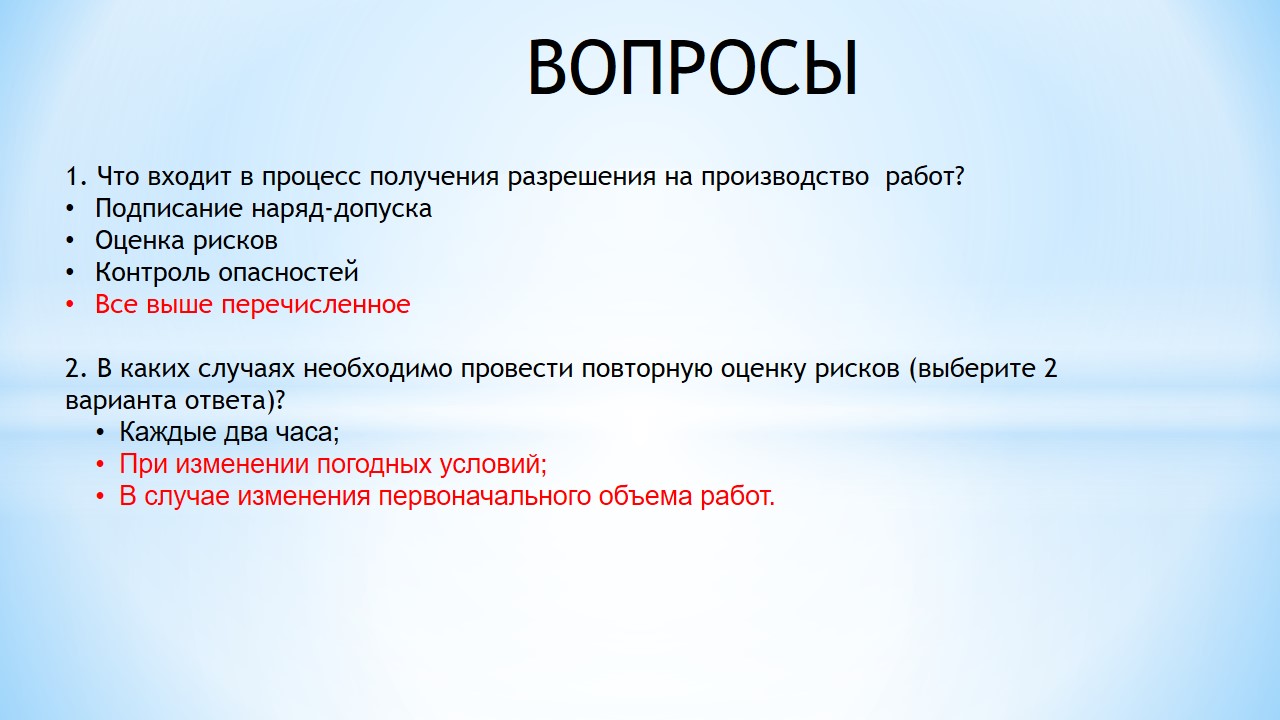 ВОПРОСЫ
1. Что входит в процесс получения разрешения на производство  работ?
• Подписание наряд-допуска
• Оценка рисков
• Контроль опасностей
• Все выше перечисленное
2. В каких случаях необходимо провести повторную оценку рисков (выберите 2
варианта ответа)?
• Каждые два часа;
• При изменении погодных условий;
• В случае изменения первоначального объема работ.